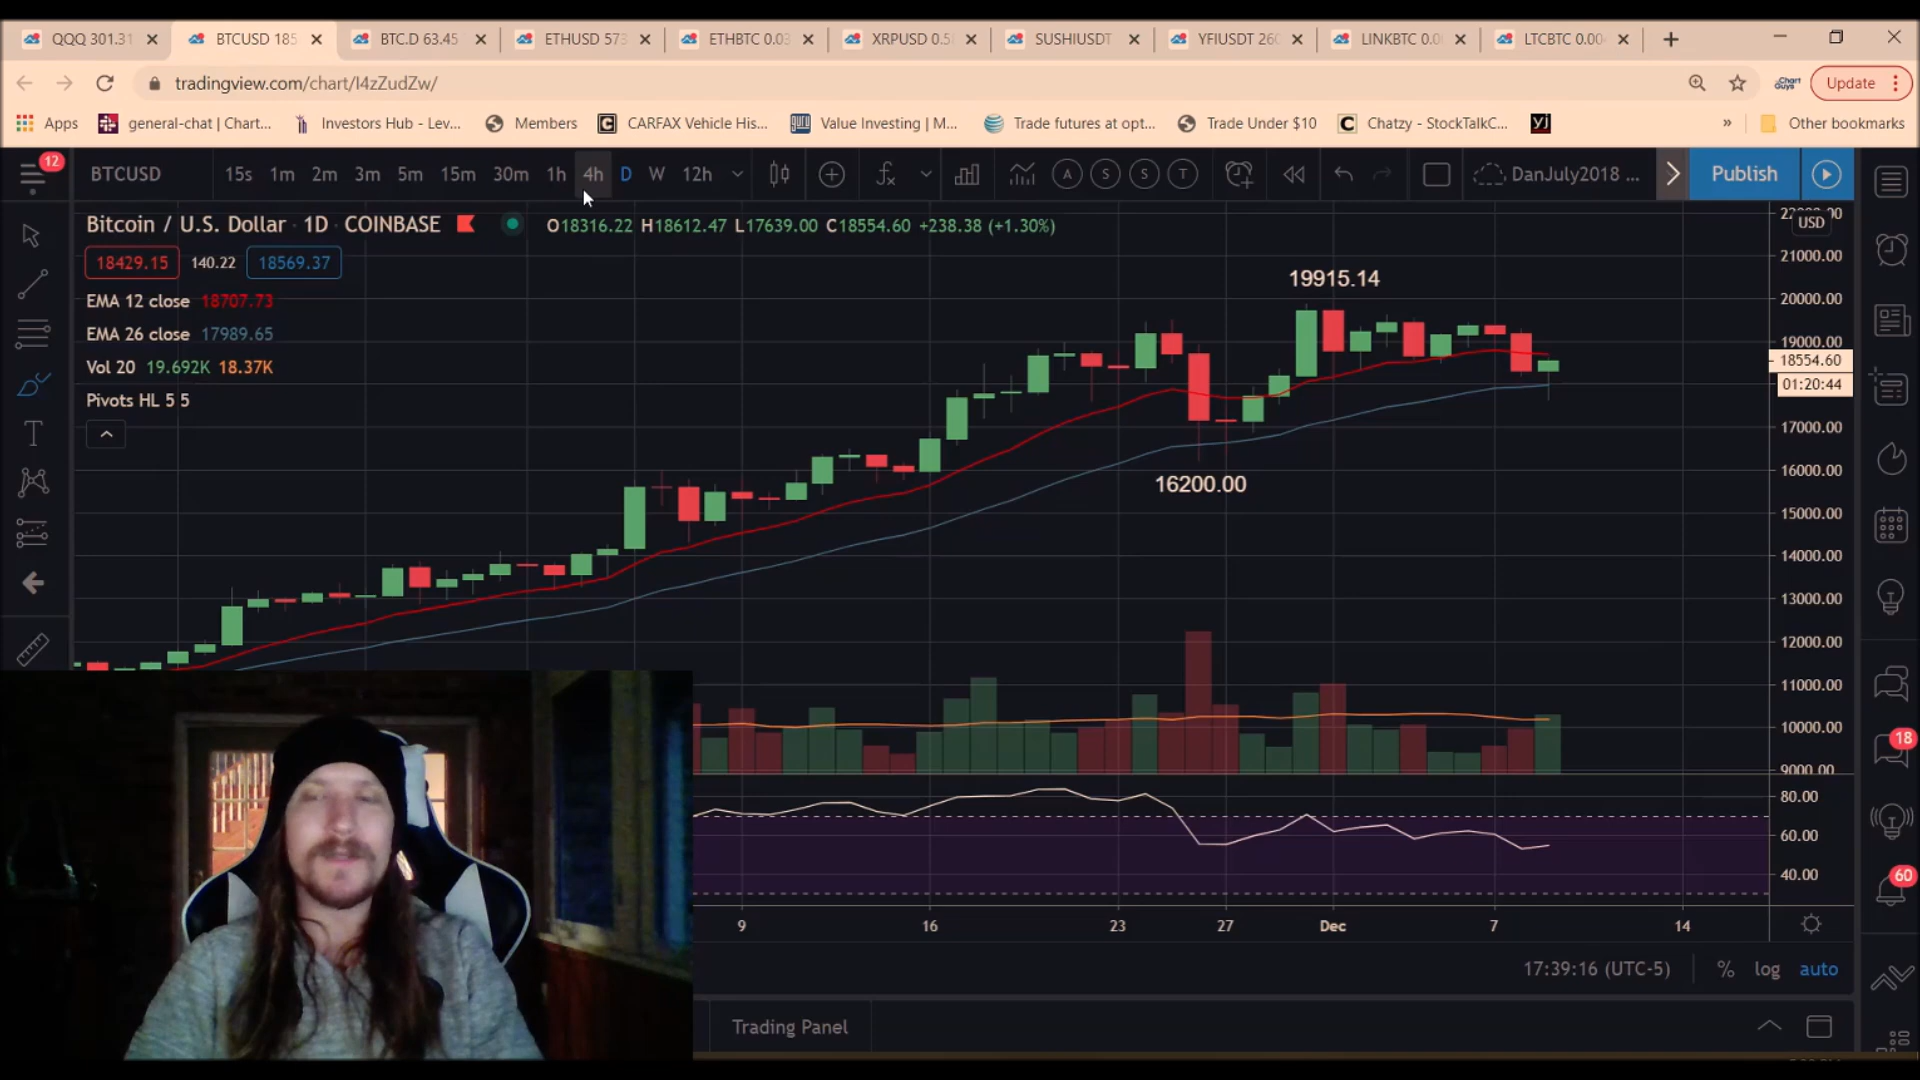 QQQ 301.31
BTCUSD 185
BTC.D 63.45
ETHUSD 573
ETHBTC 0.03
XRPUSD 0.5
SUSHIUSDT
YFIUSDT 260
LINKBTC 0.0
LTCBTC 0.00
tradingview.com/chart/I4zZudZw/
Chart guys
Update
Apps
general-chat | Chart...
Investors Hub - Lev...
Members
CARFAX Vehicle His...
Value Investing | M...
Trade futures at opt...
Trade Under $10
Chatzy - StockTalkC...
yj
»
Other bookmarks
12
BTCUSD
15s 1m 2m 3m 5m 15m 30m 1h 4h D W 12h
A S S T
DanJuly2018 ...
Publish
Bitcoin / U.S. Dollar · 1D · COINBASE
O18316.22 H18612.47 L17639.00 C18554.60 +238.38 (+1.30%)
USD
18429.15 140.22 18569.37
EMA 12 close 18707.73
EMA 26 close 17989.65
Vol 20 19.692K 18.37K
Pivots HL 5 5
19915.14
16200.00
21000.00
20000.00
19000.00
18554.60
01:20:44
17000.00
16000.00
15000.00
14000.00
13000.00
12000.00
11000.00
10000.00
9000.00
80.00
60.00
40.00
18
60
9 16 23 27 Dec 7 14
17:39:16 (UTC-5) % log auto
Trading Panel